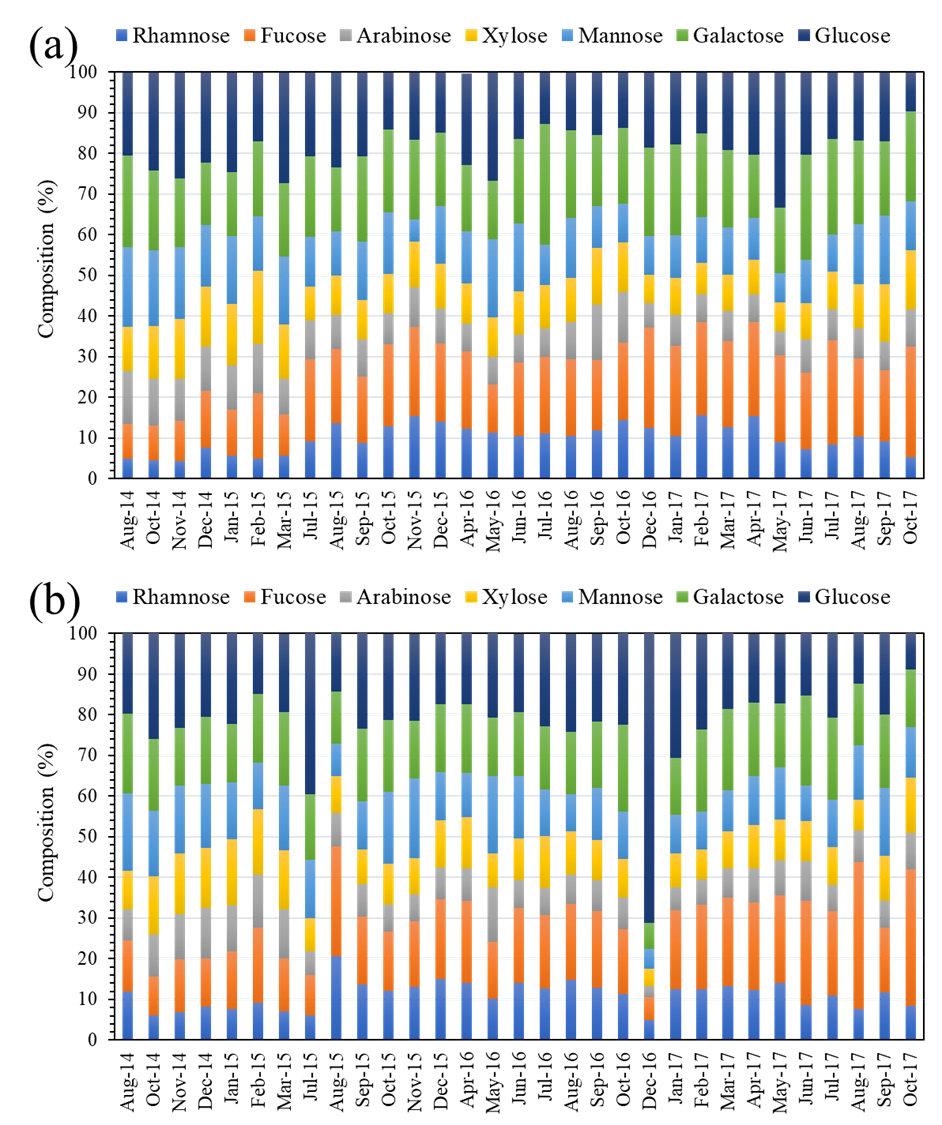 (a)
Rhamnose Fucose Arabinose Xylose Mannose Galactose Glucose
Composition (%)
100
90
80
70
60
50
40
30
20
10
0
Aug-14 Oct-14 Nov-14 Dec-14 Jan-15 Feb-15 Mar-15 Jul-15 Aug-15 Sep-15 Oct-15 Nov-15 Dec-15 Apr-16 May-16 Jun-16 Jul-16 Aug-16 Sep-16 Oct-16 Dec-16 Jan-17 Feb-17 Mar-17 Apr-17 May-17 Jun-17 Jul-17 Aug-17 Sep-17 Oct-17
(b)
Rhamnose Fucose Arabinose Xylose Mannose Galactose Glucose
Composition (%)
100
90
80
70
60
50
40
30
20
10
0
Aug-14 Oct-14 Nov-14 Dec-14 Jan-15 Feb-15 Mar-15 Jul-15 Aug-15 Sep-15 Oct-15 Nov-15 Dec-15 Apr-16 May-16 Jun-16 Jul-16 Aug-16 Sep-16 Oct-16 Dec-16 Jan-17 Feb-17 Mar-17 Apr-17 May-17 Jun-17 Jul-17 Aug-17 Sep-17 Oct-17